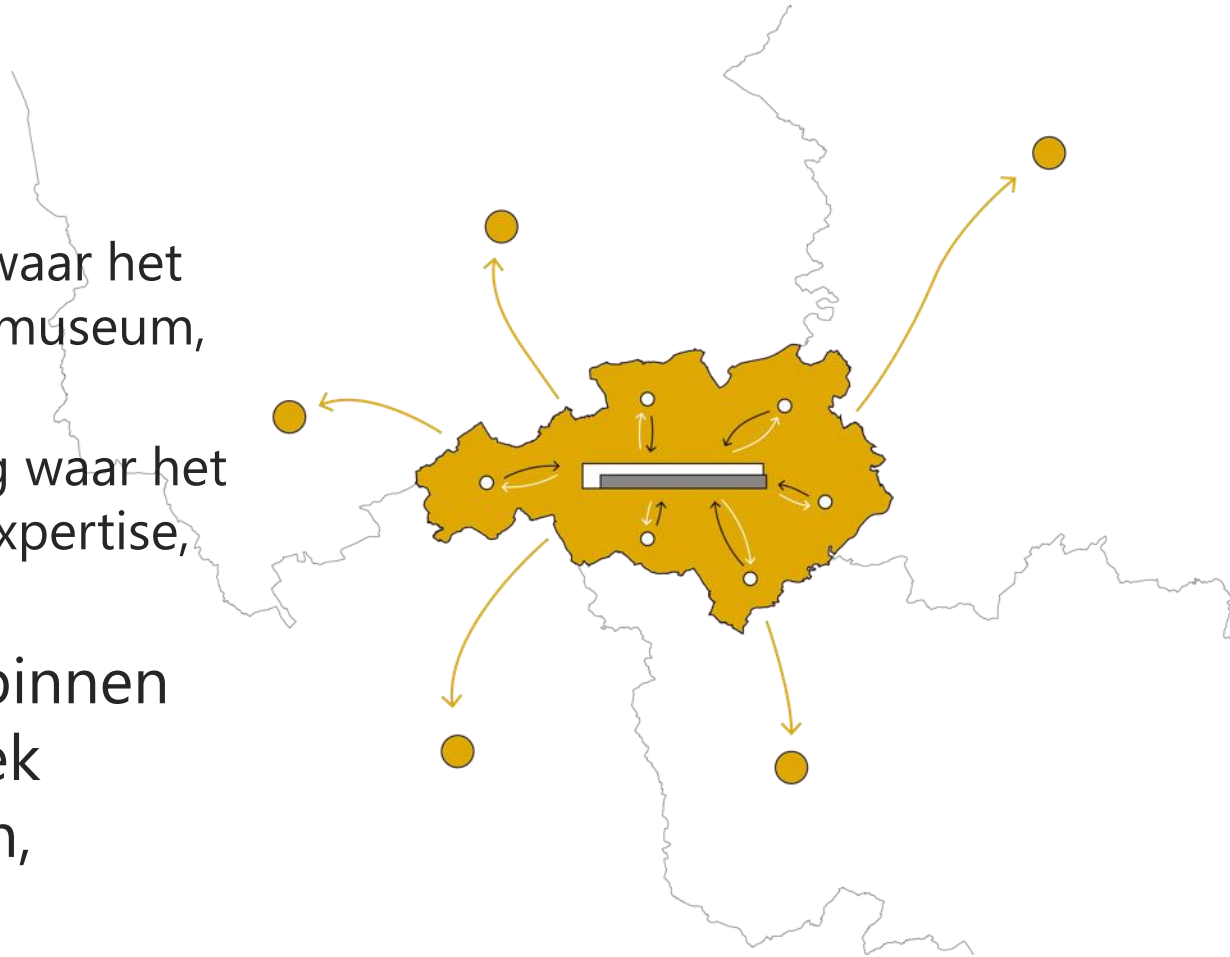 waar het
museum,
waar het
xpertise,
binnen
ek
n,